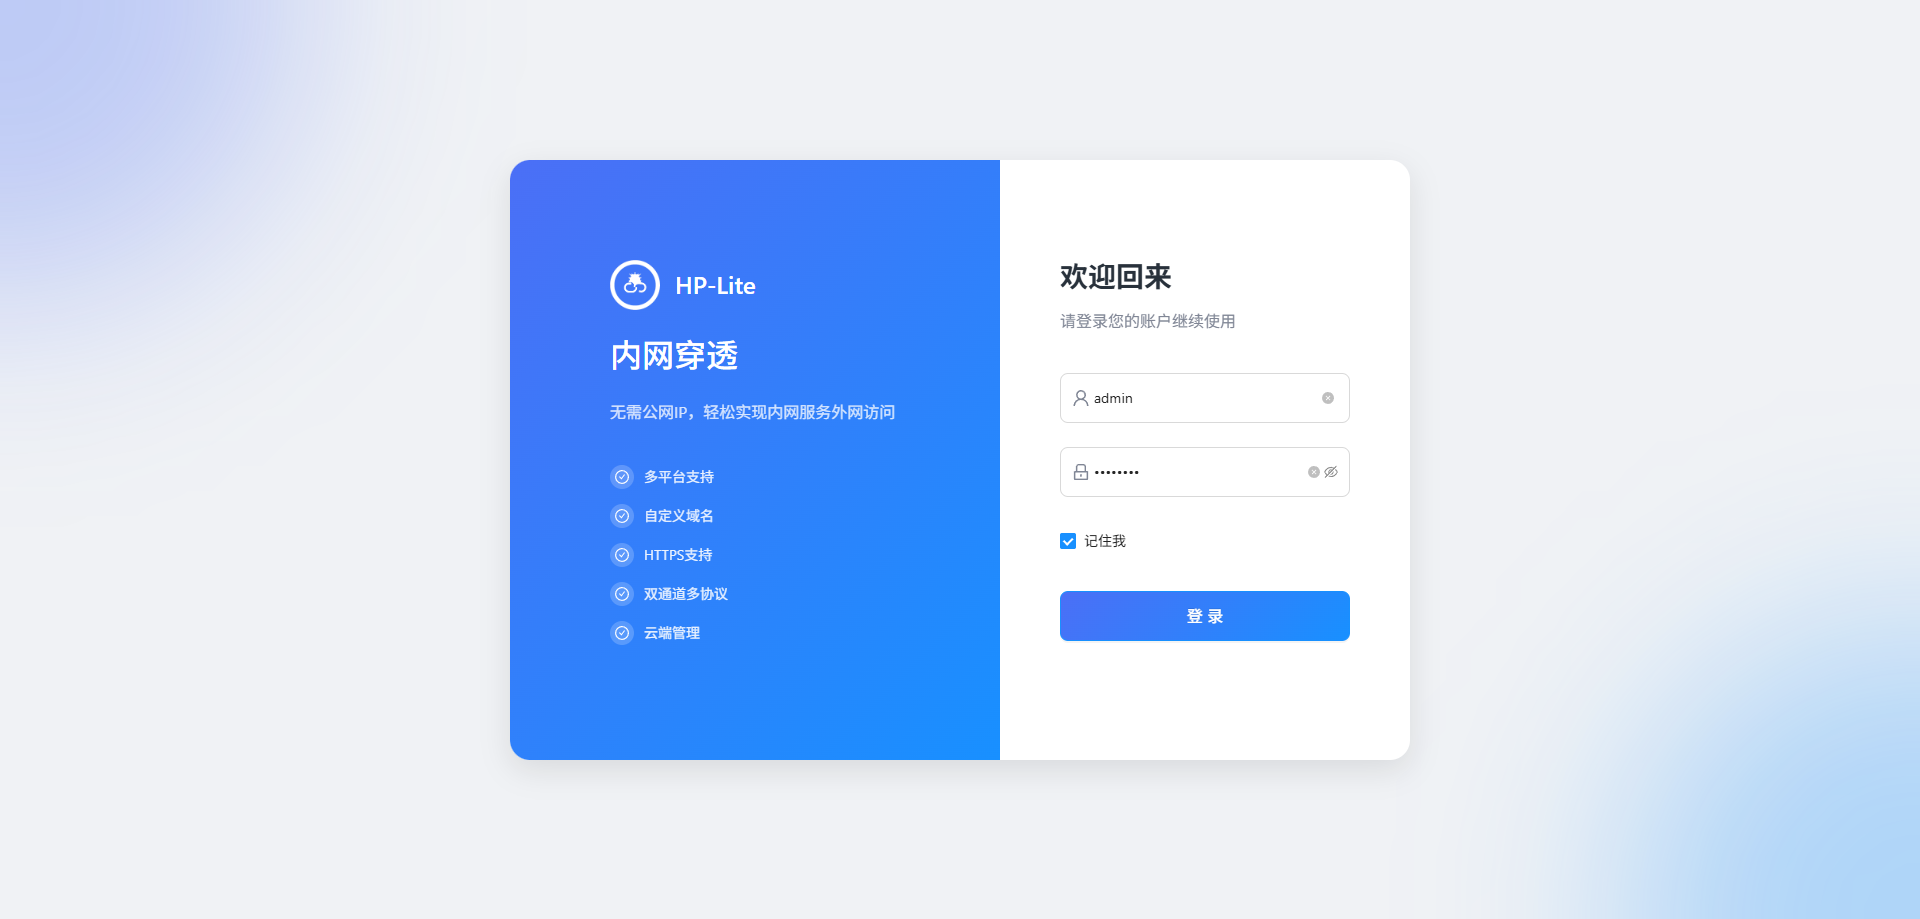 HP-Lite
内网穿透
无需公网IP，轻松实现内网服务外网访问
多平台支持
自定义域名
HTTPS支持
双通道多协议
云端管理
欢迎回来
请登录您的账户继续使用
admin
••••••••
记住我
登 录